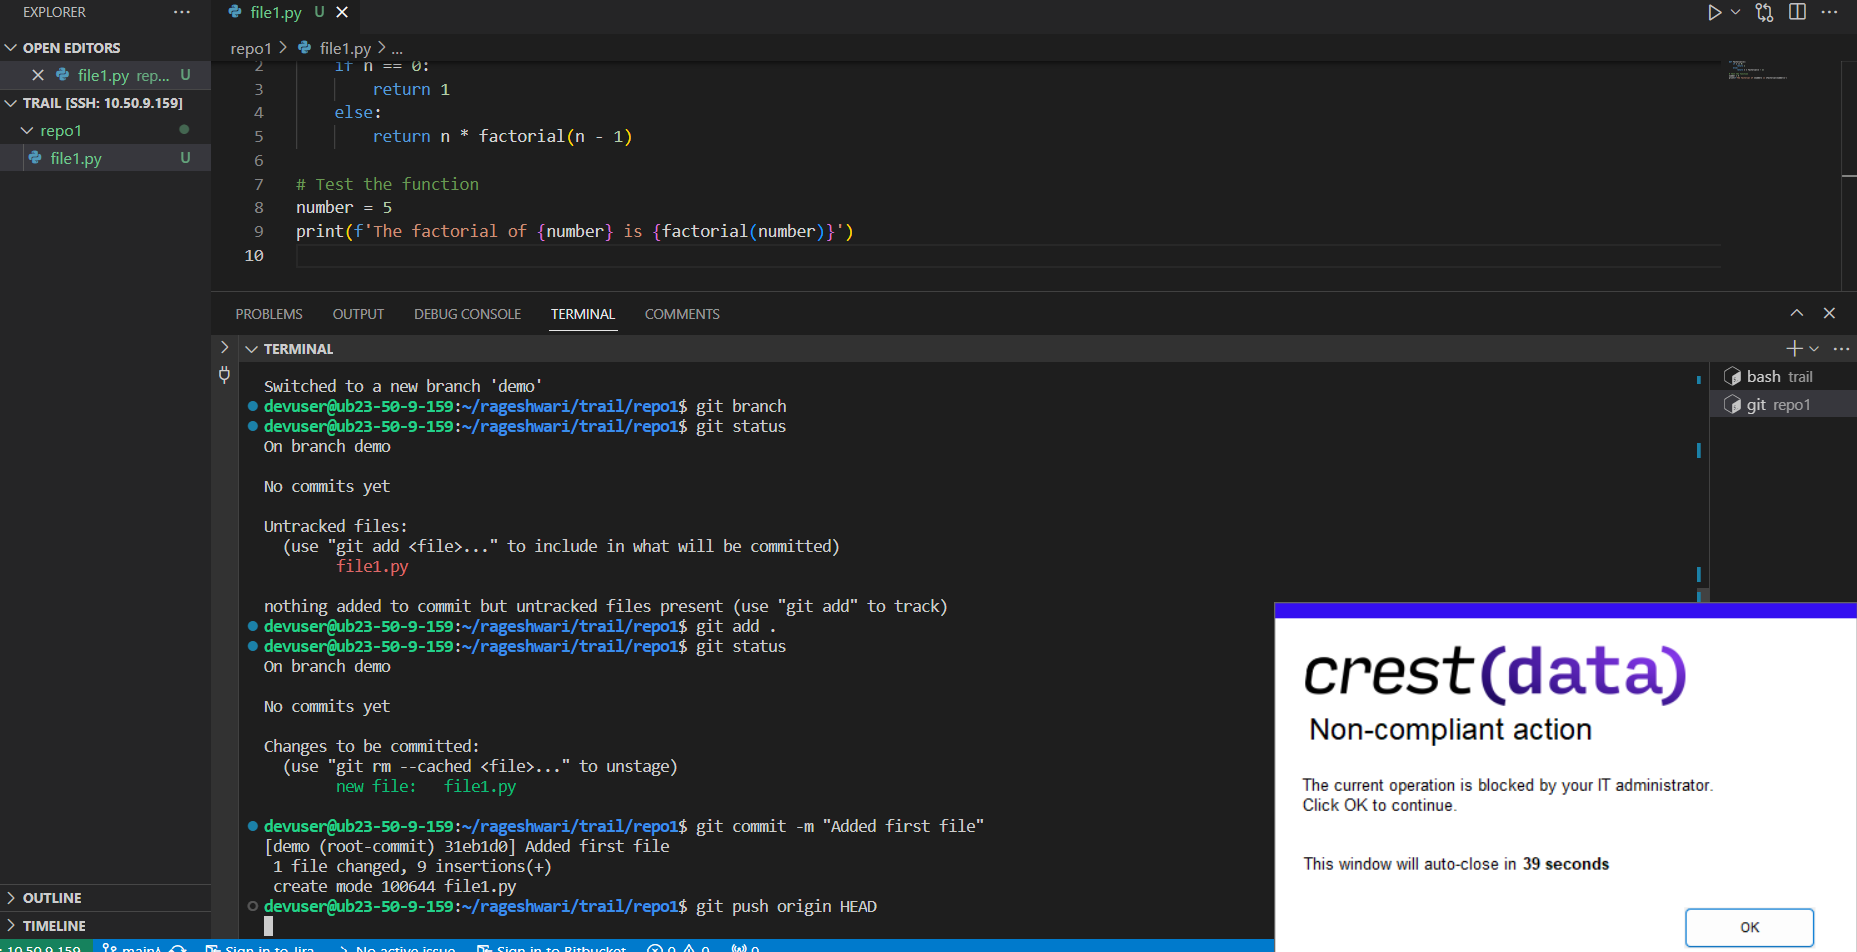 EXPLORER
file1.py U
OPEN EDITORS
file1.py rep... U
TRAIL [SSH: 10.50.9.159]
repo1
file1.py U
OUTLINE
TIMELINE
repo1 > file1.py > ...
2 if n == 0:
3 return 1
4 else:
5 return n * factorial(n - 1)
6
7 # Test the function
8 number = 5
9 print(f'The factorial of {number} is {factorial(number)}')
10
PROBLEMS OUTPUT DEBUG CONSOLE TERMINAL COMMENTS
TERMINAL
bash trail
git repo1
Switched to a new branch 'demo'
devuser@ub23-50-9-159:~/rageshwari/trail/repo1$ git branch
devuser@ub23-50-9-159:~/rageshwari/trail/repo1$ git status
On branch demo
No commits yet
Untracked files:
(use "git add <file>..." to include in what will be committed)
file1.py
nothing added to commit but untracked files present (use "git add" to track)
devuser@ub23-50-9-159:~/rageshwari/trail/repo1$ git add .
devuser@ub23-50-9-159:~/rageshwari/trail/repo1$ git status
On branch demo
No commits yet
Changes to be committed:
(use "git rm --cached <file>..." to unstage)
new file: file1.py
devuser@ub23-50-9-159:~/rageshwari/trail/repo1$ git commit -m "Added first file"
[demo (root-commit) 31eb1d0] Added first file
1 file changed, 9 insertions(+)
create mode 100644 file1.py
devuser@ub23-50-9-159:~/rageshwari/trail/repo1$ git push origin HEAD
crest(data)
Non-compliant action
The current operation is blocked by your IT administrator.
Click OK to continue.
This window will auto-close in 39 seconds
OK
: 10.50.9.159 main Sign in to Jira No active issue Sign in to Bitbucket 0 0 0